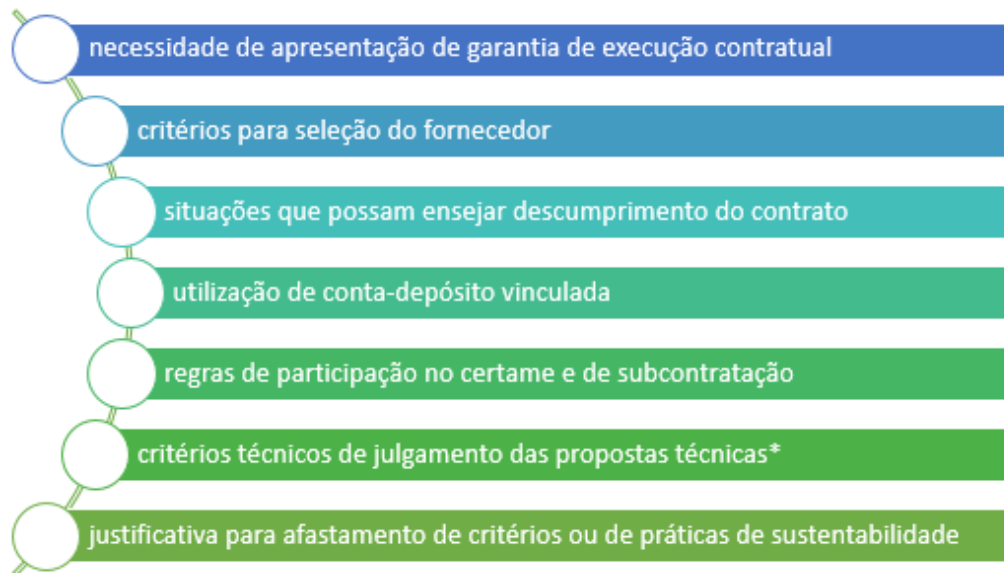 necessidade de apresentação de garantia de execução contratual
critérios para seleção do fornecedor
situações que possam ensejar descumprimento do contrato
utilização de conta-depósito vinculada
regras de participação no certame e de subcontratação
critérios técnicos de julgamento das propostas técnicas*
justificativa para afastamento de critérios ou de práticas de sustentabilidade